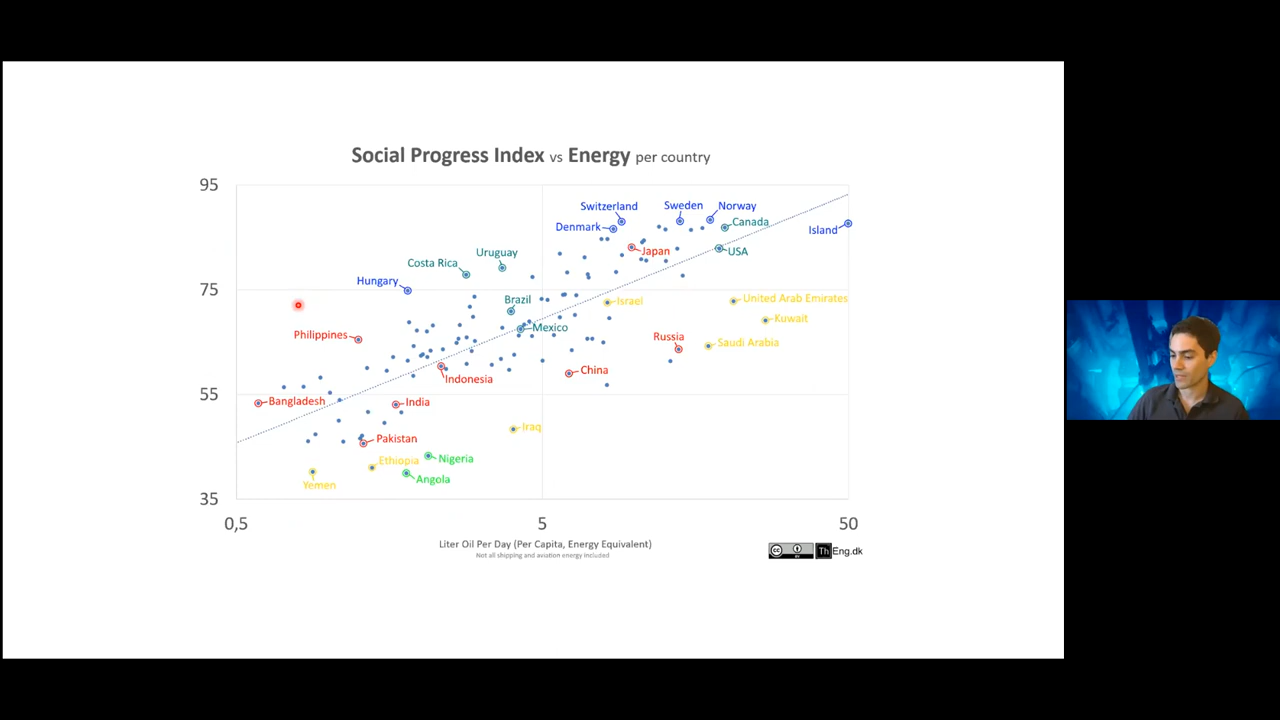 Social Progress Index vs Energy per country
95
Switzerland
Sweden
Norway
Denmark
Canada
Island
Japan
USA
Uruguay
Costa Rica
Hungary
75
Brazil
Israel
United Arab Emirates
Kuwait
Mexico
Philippines
Russia
Saudi Arabia
China
Indonesia
55
Bangladesh
India
Iraq
Pakistan
Ethiopia
Nigeria
Angola
Yemen
35
0,5
5
50
Liter Oil Per Day (Per Capita, Energy Equivalent)
Not all shipping and aviation energy included
cc BY Th Eng.dk